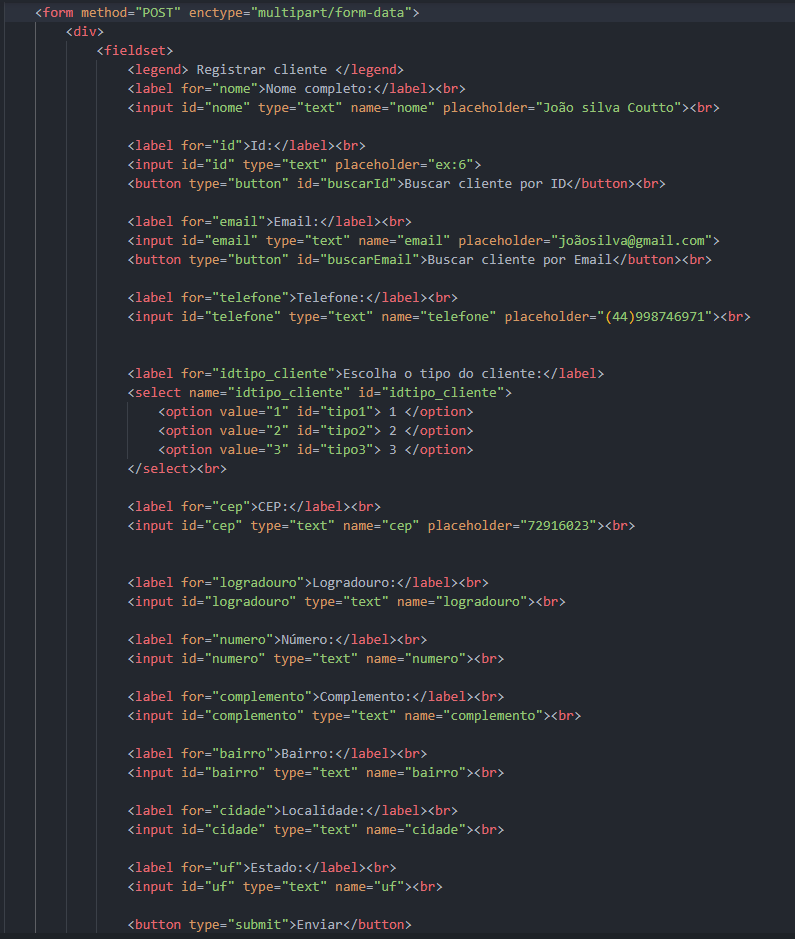 <form method="POST" enctype="multipart/form-data">
<div>
<fieldset>
<legend> Registrar cliente </legend>
<label for="nome">Nome completo:</label><br>
<input id="nome" type="text" name="nome" placeholder="João silva Coutto"><br>
<label for="id">Id:</label><br>
<input id="id" type="text" placeholder="ex:6">
<button type="button" id="buscarId">Buscar cliente por ID</button><br>
<label for="email">Email:</label><br>
<input id="email" type="text" name="email" placeholder="joãosilva@gmail.com">
<button type="button" id="buscarEmail">Buscar cliente por Email</button><br>
<label for="telefone">Telefone:</label><br>
<input id="telefone" type="text" name="telefone" placeholder="(44)998746971"><br>
<label for="idtipo_cliente">Escolha o tipo do cliente:</label>
<select name="idtipo_cliente" id="idtipo_cliente">
<option value="1" id="tipo1"> 1 </option>
<option value="2" id="tipo2"> 2 </option>
<option value="3" id="tipo3"> 3 </option>
</select><br>
<label for="cep">CEP:</label><br>
<input id="cep" type="text" name="cep" placeholder="72916023"><br>
<label for="logradouro">Logradouro:</label><br>
<input id="logradouro" type="text" name="logradouro"><br>
<label for="numero">Número:</label><br>
<input id="numero" type="text" name="numero"><br>
<label for="complemento">Complemento:</label><br>
<input id="complemento" type="text" name="complemento"><br>
<label for="bairro">Bairro:</label><br>
<input id="bairro" type="text" name="bairro"><br>
<label for="cidade">Localidade:</label><br>
<input id="cidade" type="text" name="cidade"><br>
<label for="uf">Estado:</label><br>
<input id="uf" type="text" name="uf"><br>
<button type="submit">Enviar</button>